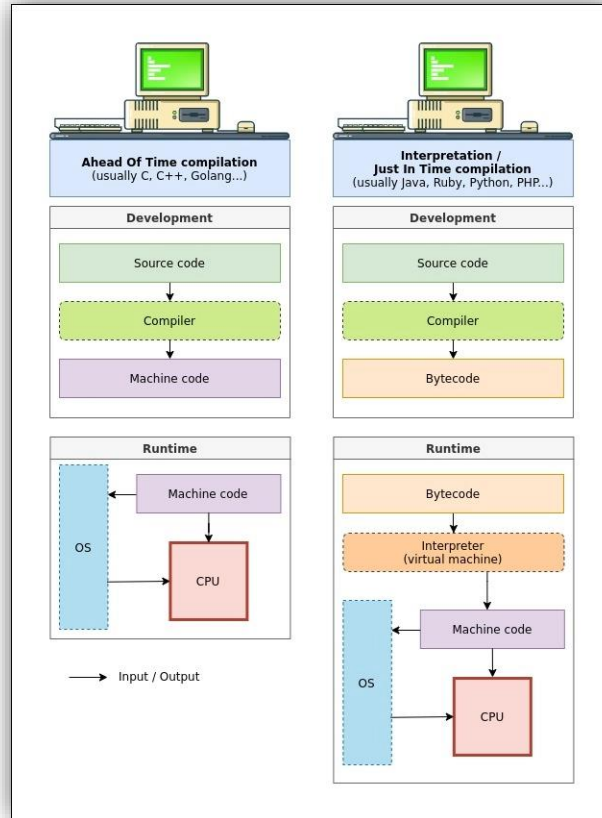 Ahead Of Time compilation
(usually C, C++, Golang...)
Development
Source code
Compiler
Machine code
Runtime
Machine code
OS
CPU
Input / Output
Interpretation /
Just In Time compilation
(usually Java, Ruby, Python, PHP...)
Development
Source code
Compiler
Bytecode
Runtime
Bytecode
Interpreter
(virtual machine)
Machine code
OS
CPU